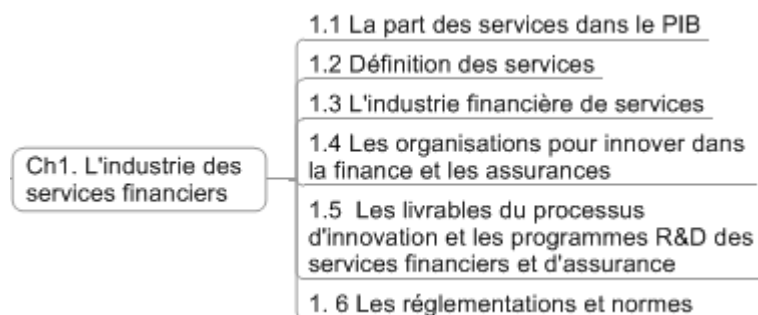 1.1 La part des services dans le PIB
1.2 Définition des services
1.3 L'industrie financière de services
1.4 Les organisations pour innover dans
la finance et les assurances
Ch1. L'industrie des
services financiers
1.5 Les livrables du processus
d'innovation et les programmes R&D des
services financiers et d'assurance
1. 6 Les réglementations et normes